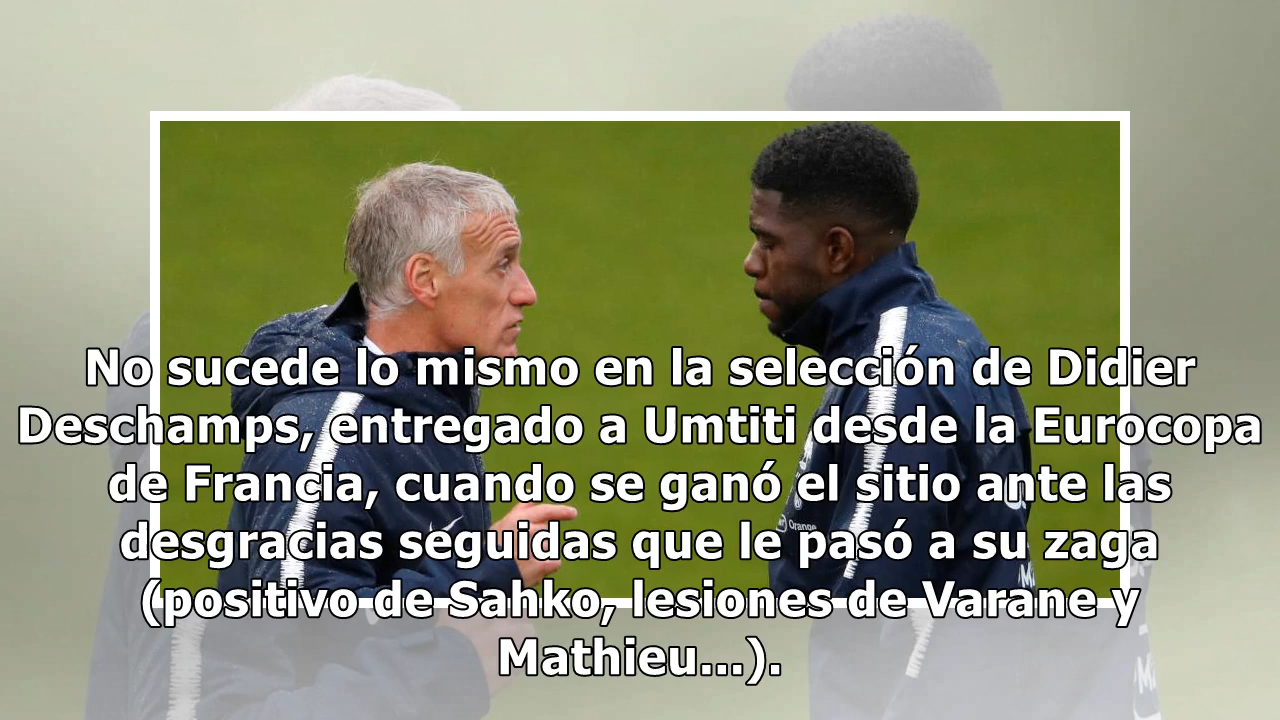 No sucede lo mismo en la selección de Didier
Deschamps, entregado a Umtiti desde la Eurocopa
de Francia, cuando se ganó el sitio ante las
desgracias seguidas que le pasó a su zaga
(positivo de Sahko, lesiones de Varane y
Mathieu...).
Orange